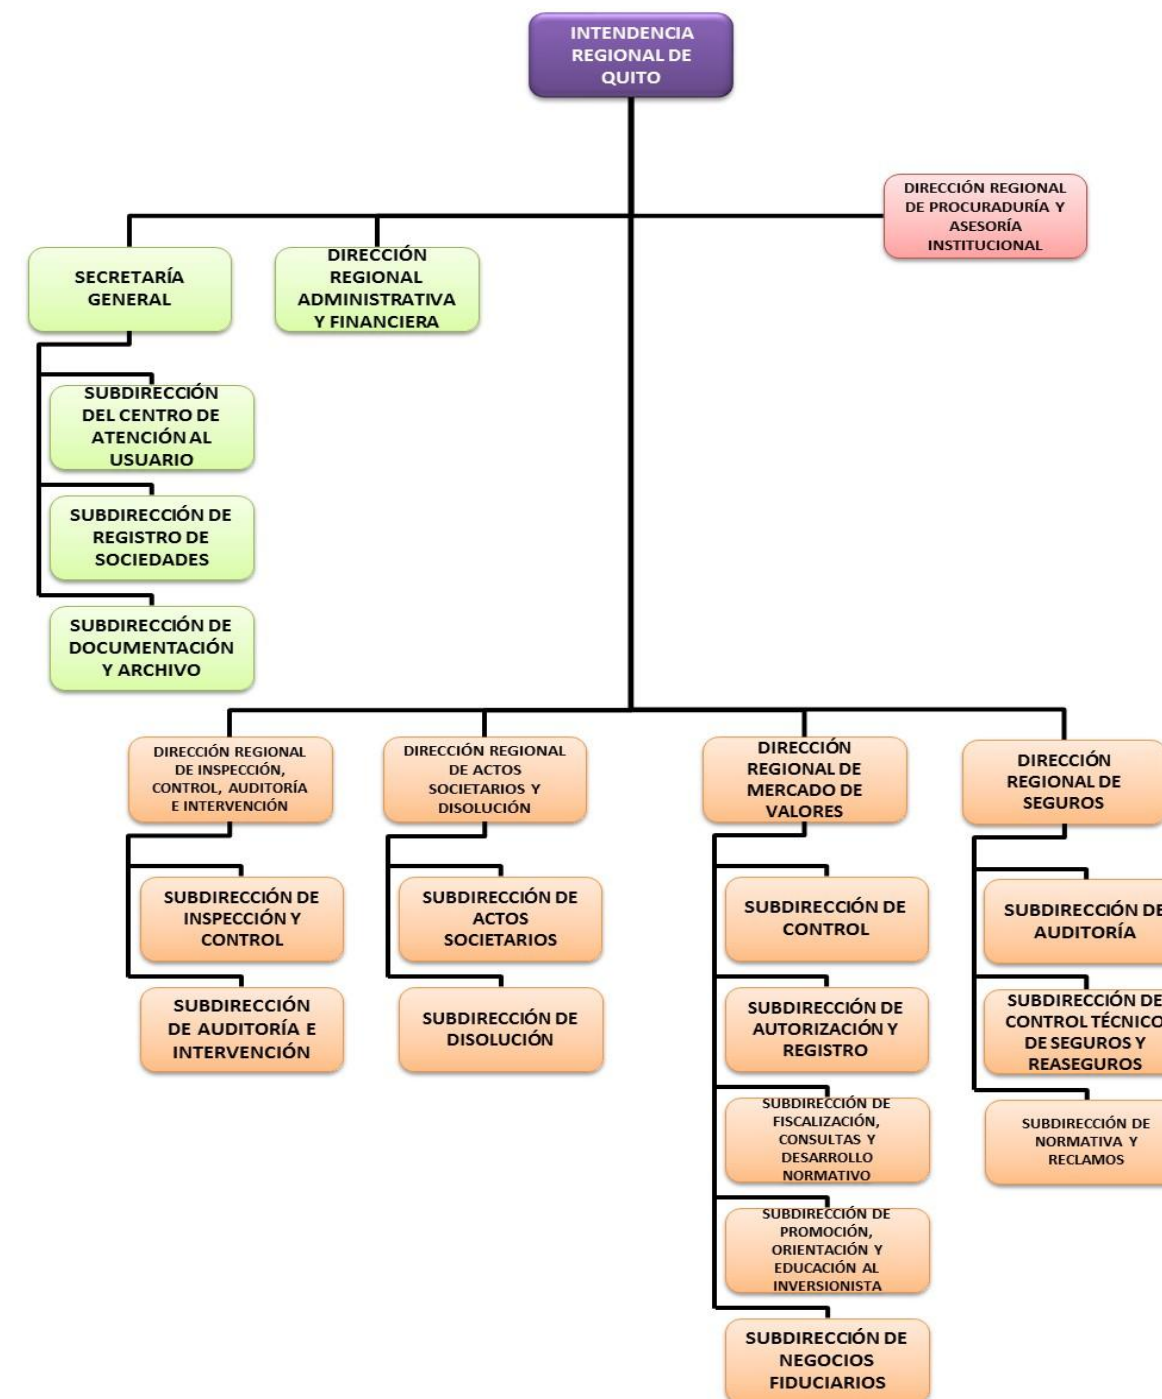 INTENDENCIA
REGIONAL DE
QUITO
DIRECCIÓN REGIONAL
DE PROCURADURÍA Y
ASESORÍA
INSTITUCIONAL
SECRETARÍA
GENERAL
DIRECCIÓN
REGIONAL
ADMINISTRATIVA
Y FINANCIERA
SUBDIRECCIÓN
DEL CENTRO DE
ATENCIÓN AL
USUARIO
SUBDIRECCIÓN DE
REGISTRO DE
SOCIEDADES
SUBDIRECCIÓN DE
DOCUMENTACIÓN
Y ARCHIVO
DIRECCIÓN REGIONAL
DE INSPECCIÓN,
CONTROL, AUDITORÍA
E INTERVENCIÓN
SUBDIRECCIÓN DE
INSPECCIÓN Y
CONTROL
SUBDIRECCIÓN
DE AUDITORÍA E
INTERVENCIÓN
DIRECCIÓN REGIONAL
DE ACTOS
SOCIETARIOS Y
DISOLUCIÓN
SUBDIRECCIÓN DE
ACTOS
SOCIETARIOS
SUBDIRECCIÓN DE
DISOLUCIÓN
DIRECCIÓN
REGIONAL DE
MERCADO DE
VALORES
SUBDIRECCIÓN DE
CONTROL
SUBDIRECCIÓN DE
AUTORIZACIÓN Y
REGISTRO
SUBDIRECCIÓN DE
FISCALIZACIÓN,
CONSULTAS Y
DESARROLLO
NORMATIVO
SUBDIRECCIÓN DE
PROMOCIÓN,
ORIENTACIÓN Y
EDUCACIÓN AL
INVERSIONISTA
SUBDIRECCIÓN DE
NEGOCIOS
FIDUCIARIOS
DIRECCIÓN
REGIONAL DE
SEGUROS
SUBDIRECCIÓN DE
AUDITORÍA
SUBDIRECCIÓN DE
CONTROL TÉCNICO
DE SEGUROS Y
REASEGUROS
SUBDIRECCIÓN DE
NORMATIVA Y
RECLAMOS